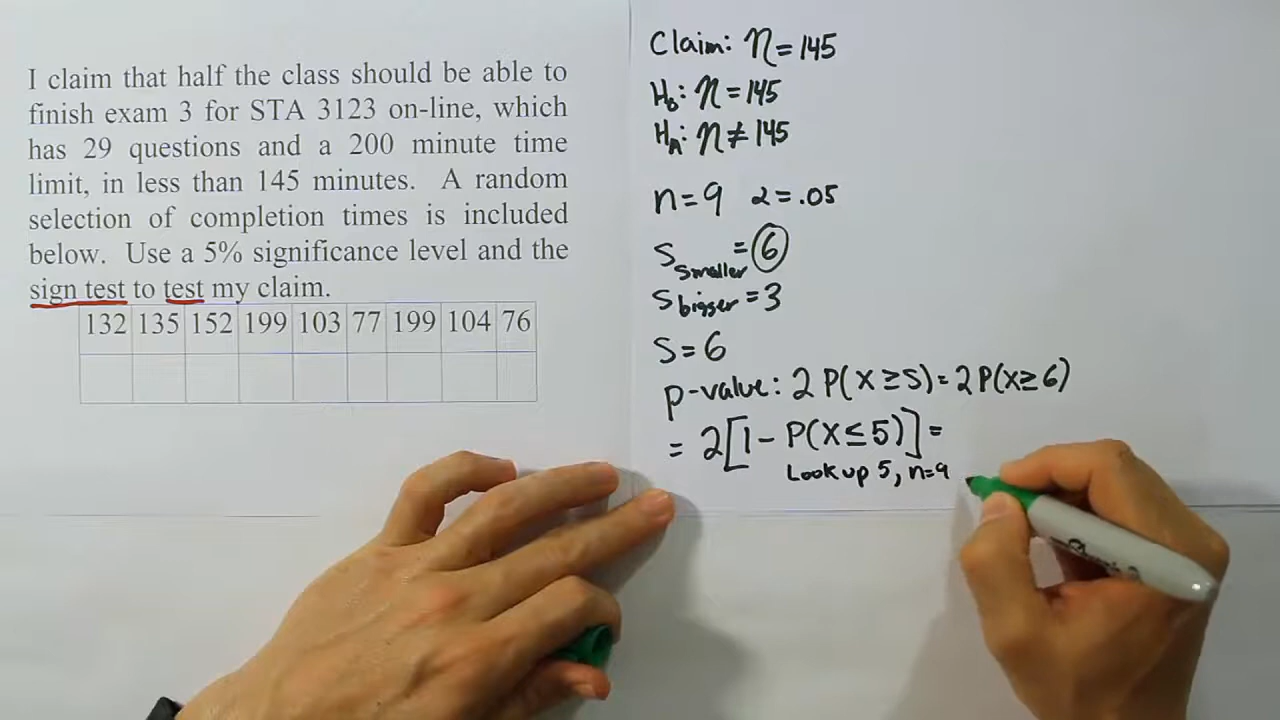 I claim that half the class should be able to
finish exam 3 for STA 3123 on-line, which
has 29 questions and a 200 minute time
limit, in less than 145 minutes. A random
selection of completion times is included
below. Use a 5% significance level and the
sign test to test my claim.
132 135 152 199 103 77 199 104 76
Claim: η = 145
H₀: η = 145
Hₐ: η ≠ 145
n = 9 α = .05
S smaller = 6
S bigger = 3
S = 6
p-value: 2 P(X ≥ S) = 2 P(X ≥ 6)
= 2[1 - P(X ≤ 5)] =
Look up 5, n=9